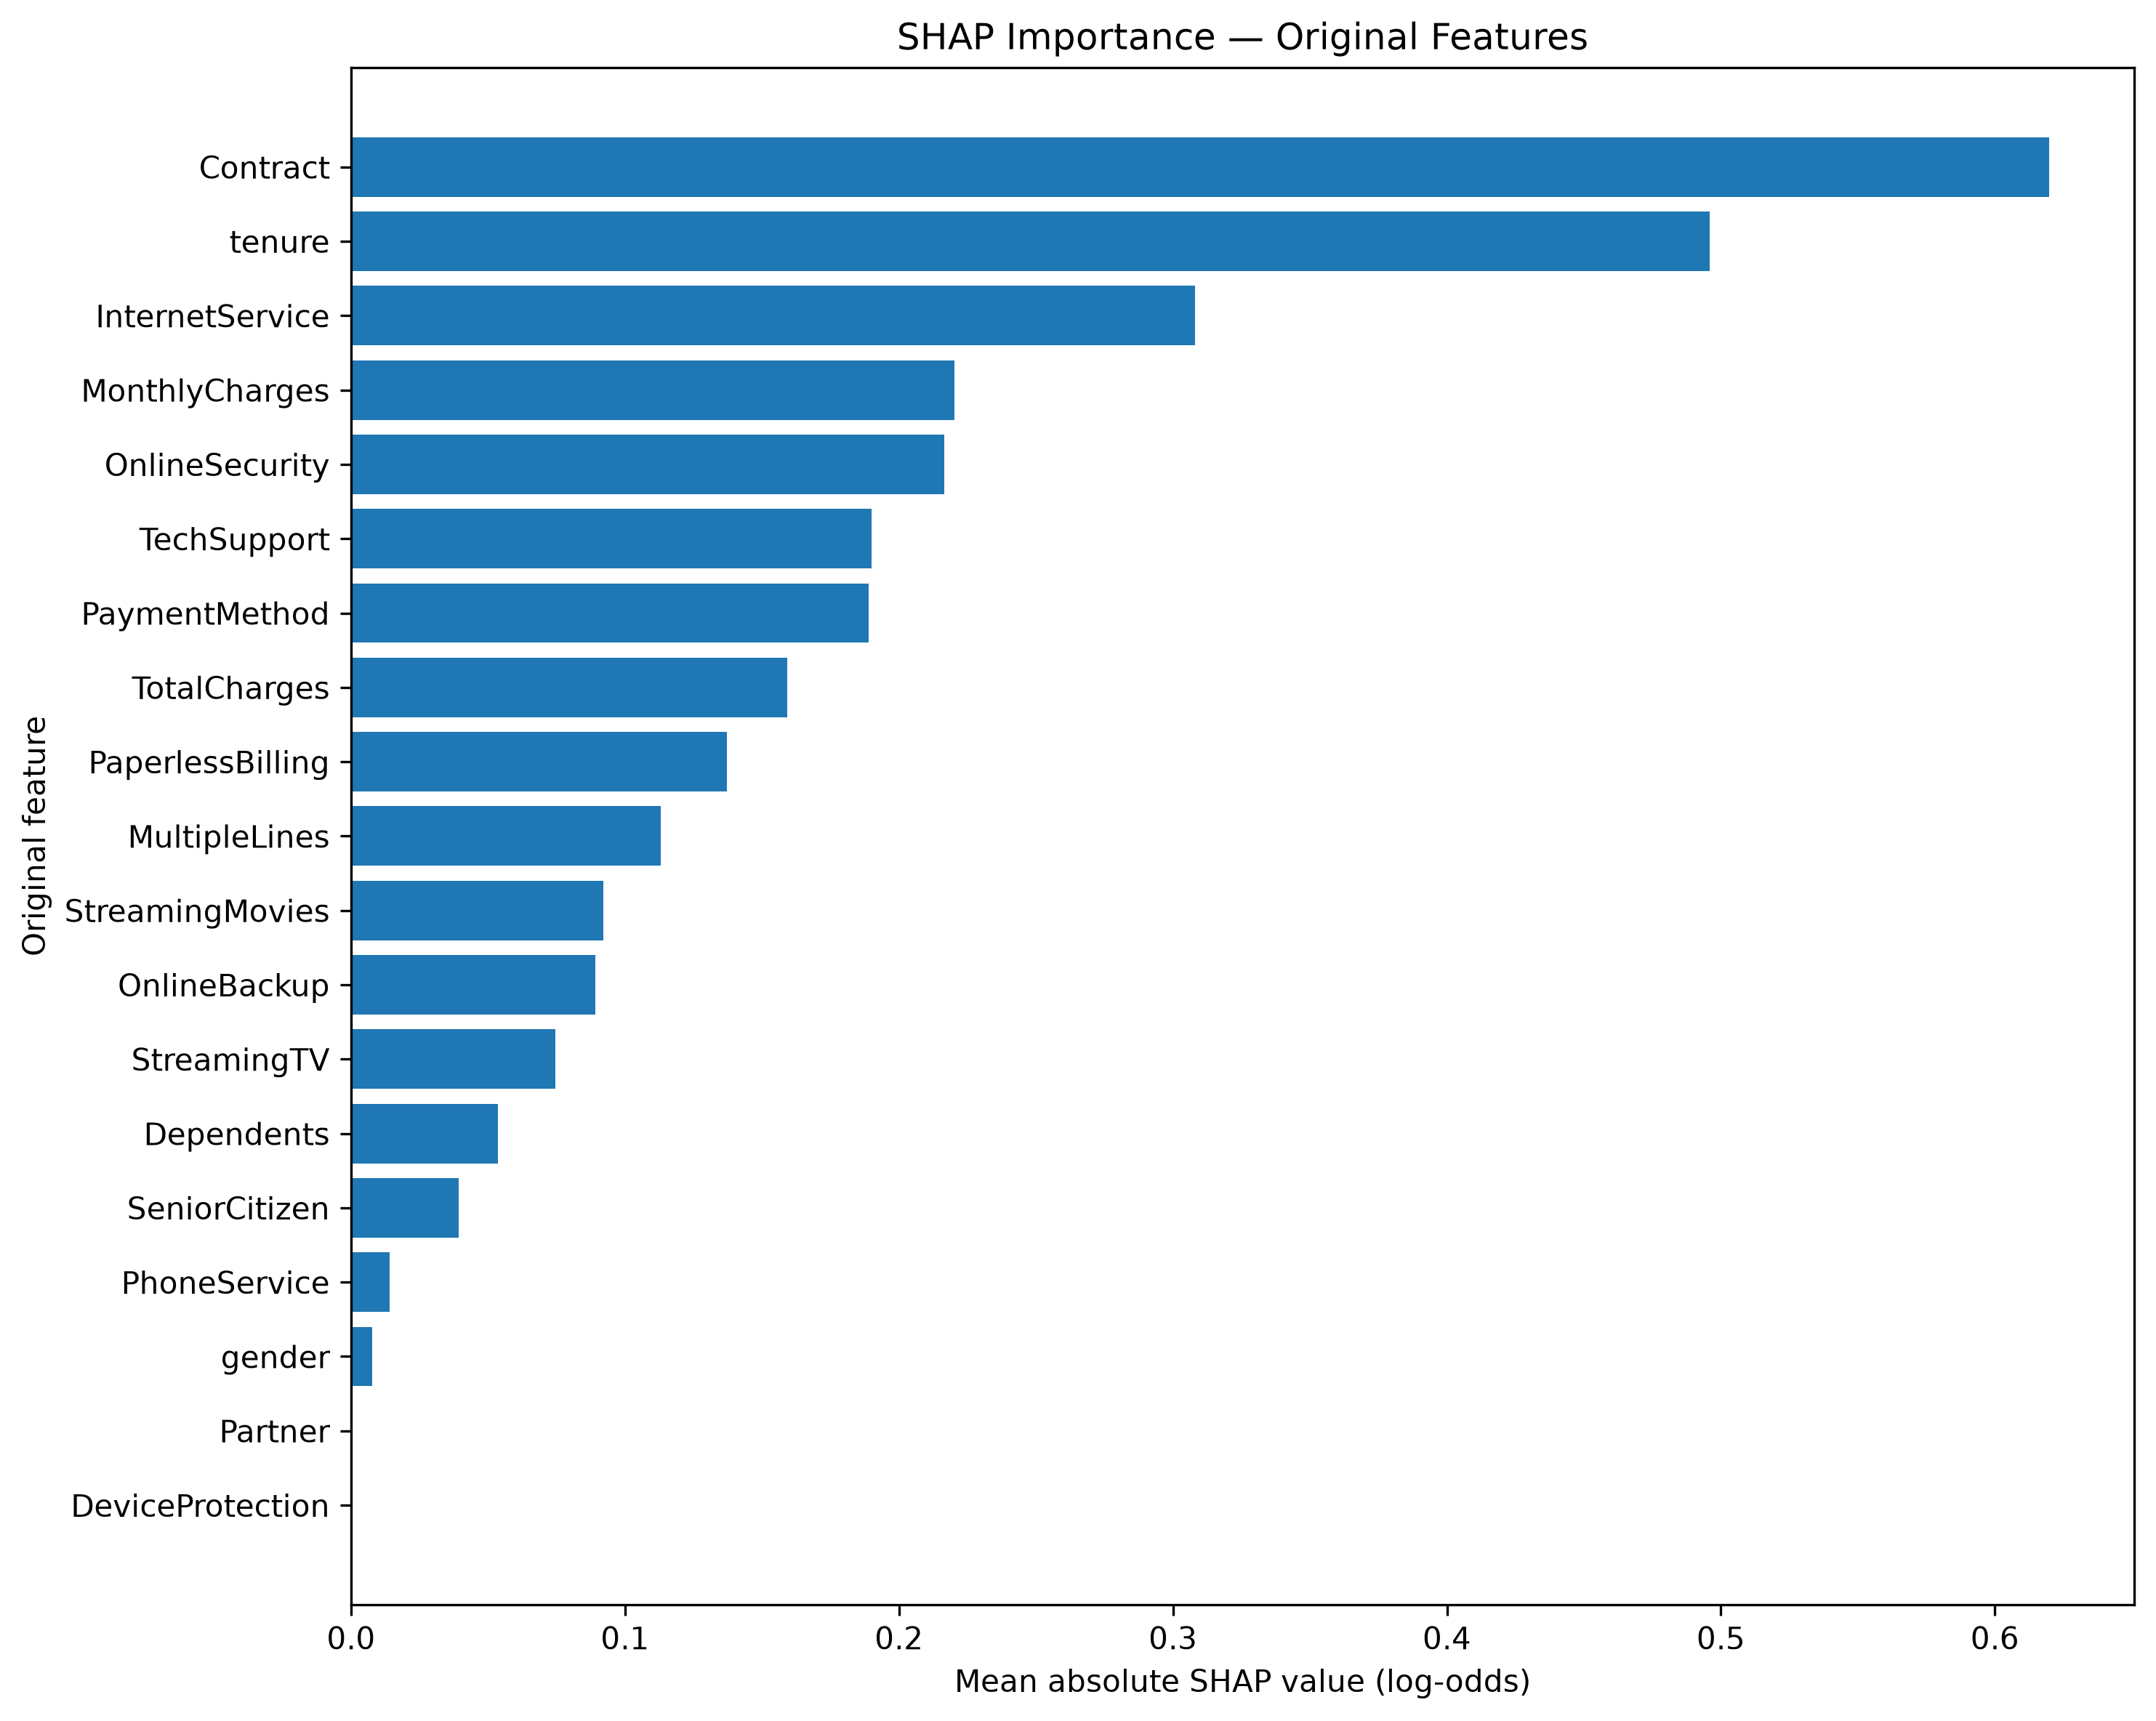 SHAP Importance — Original Features
Original feature
Contract
tenure
InternetService
MonthlyCharges
OnlineSecurity
TechSupport
PaymentMethod
TotalCharges
PaperlessBilling
MultipleLines
StreamingMovies
OnlineBackup
StreamingTV
Dependents
SeniorCitizen
PhoneService
gender
Partner
DeviceProtection
0.0 0.1 0.2 0.3 0.4 0.5 0.6
Mean absolute SHAP value (log-odds)